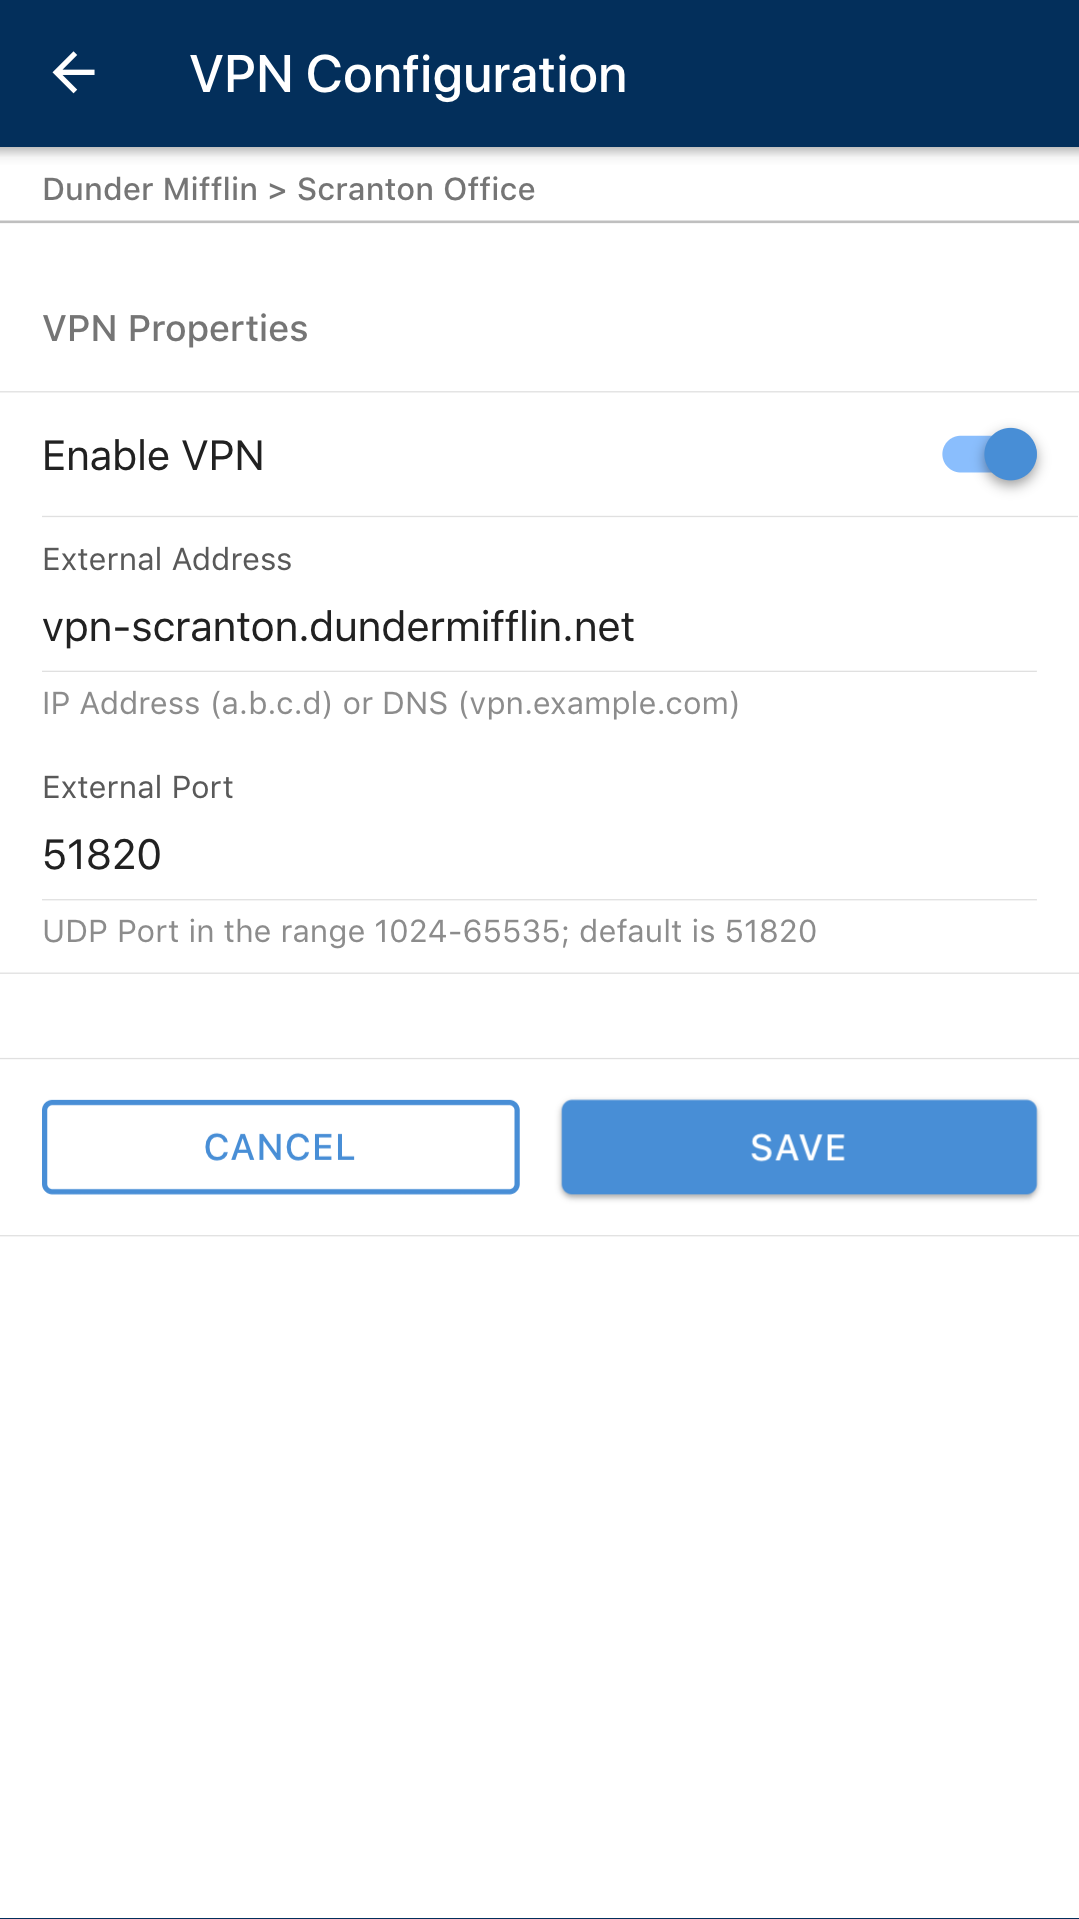 VPN Configuration
Dunder Mifflin > Scranton Office
VPN Properties
Enable VPN
External Address
vpn-scranton.dundermifflin.net
IP Address (a.b.c.d) or DNS (vpn.example.com)
External Port
51820
UDP Port in the range 1024-65535; default is 51820
CANCEL
SAVE